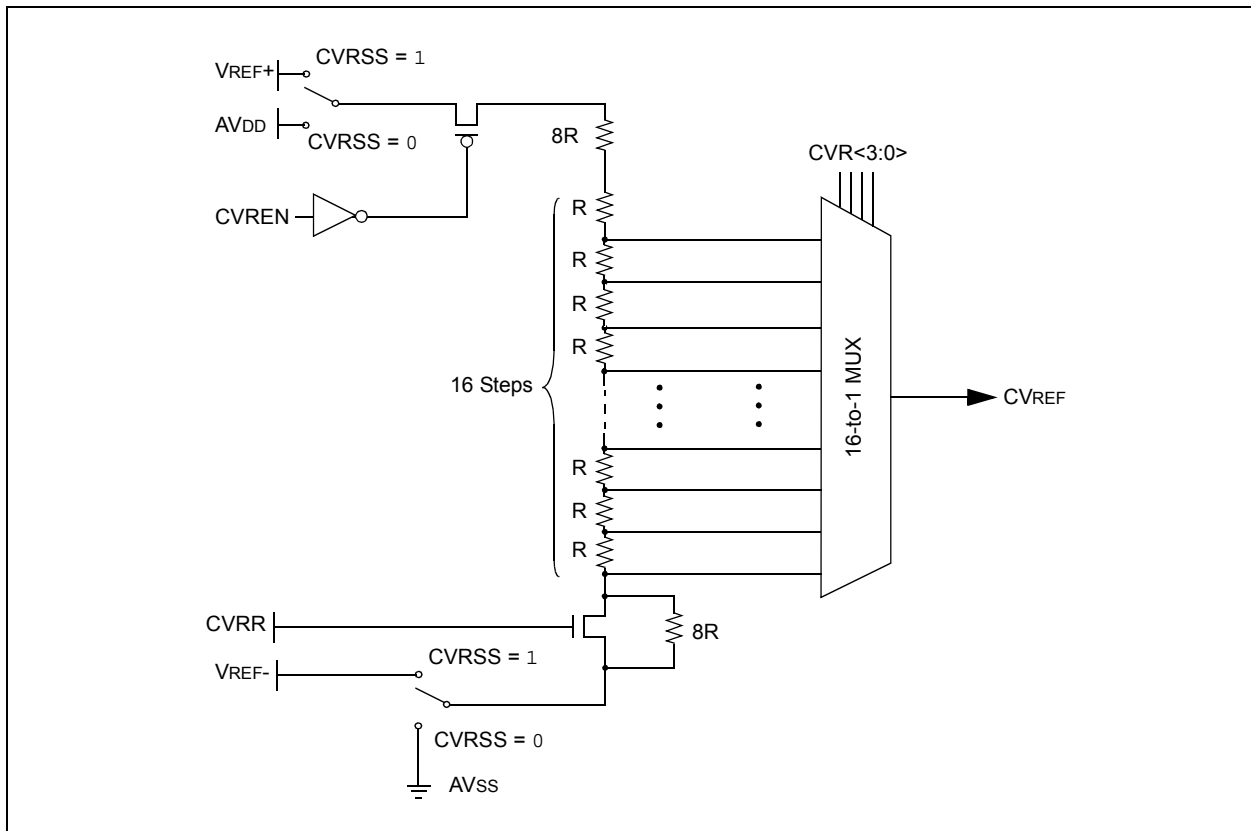 CVRSS = 1
VREF+
AVDD
CVRSS = 0
8R
CVREN
CVR<3:0>
R
R
R
R
16 Steps
16-to-1 MUX
CVREF
R
R
R
CVRR
8R
CVRSS = 1
VREF-
CVRSS = 0
AVSS